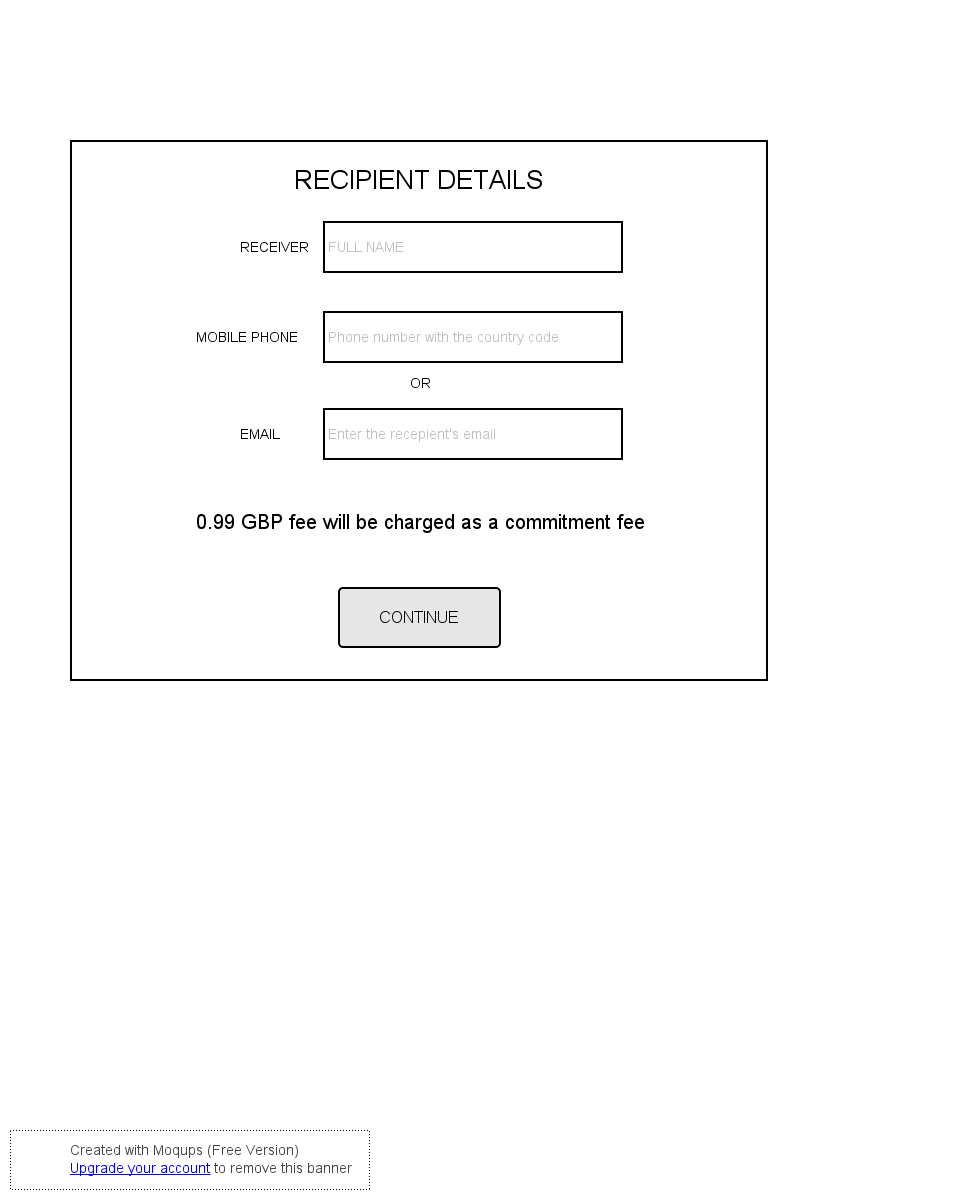 RECIPIENT DETAILS
RECEIVER FULL NAME
MOBILE PHONE Phone number with the country code
OR
EMAIL Enter the recepient's email
0.99 GBP fee will be charged as a commitment fee
CONTINUE
Created with Moqups (Free Version)
Upgrade your account to remove this banner